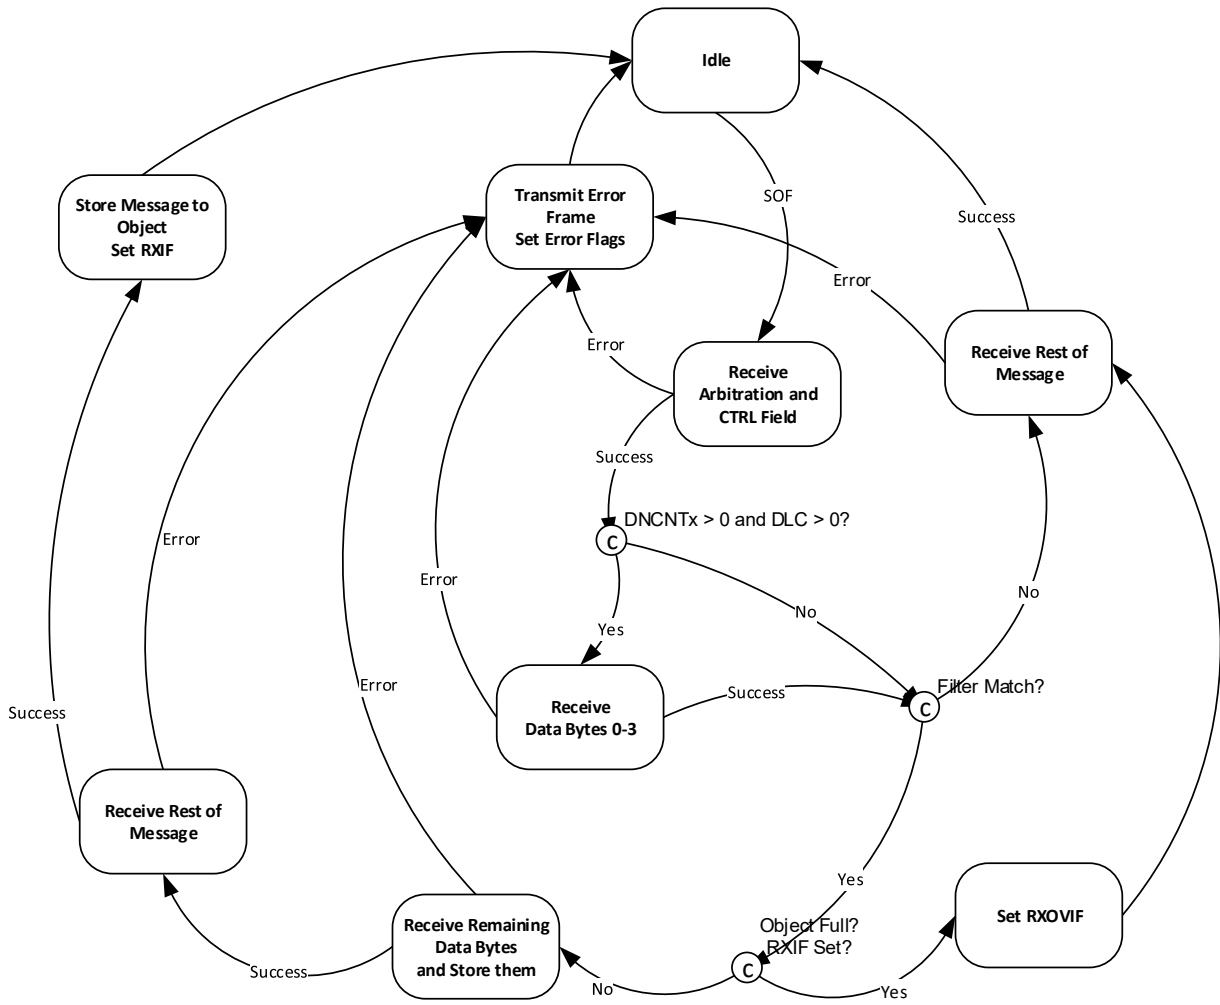 Idle
Transmit Error
Frame
Set Error Flags
Store Message to
Object
Set RXIF
SOF
Success
Error
Error
Receive Rest of
Message
Receive
Arbitration and
CTRL Field
Success
DNCNTx > 0 and DLC > 0?
C
Error
Error
No
No
Yes
Error
Success
Filter Match?
C
Receive
Data Bytes 0-3
Success
Receive Rest of
Message
Yes
Receive Remaining
Data Bytes
and Store them
Object Full?
RXIF Set?
C
Set RXOVIF
Success
No
Yes